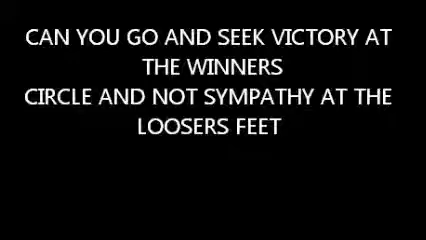 CAN YOU GO AND SEEK VICTORY AT
THE WINNERS
CIRCLE AND NOT SYMPATHY AT THE
LOOSERS FEET